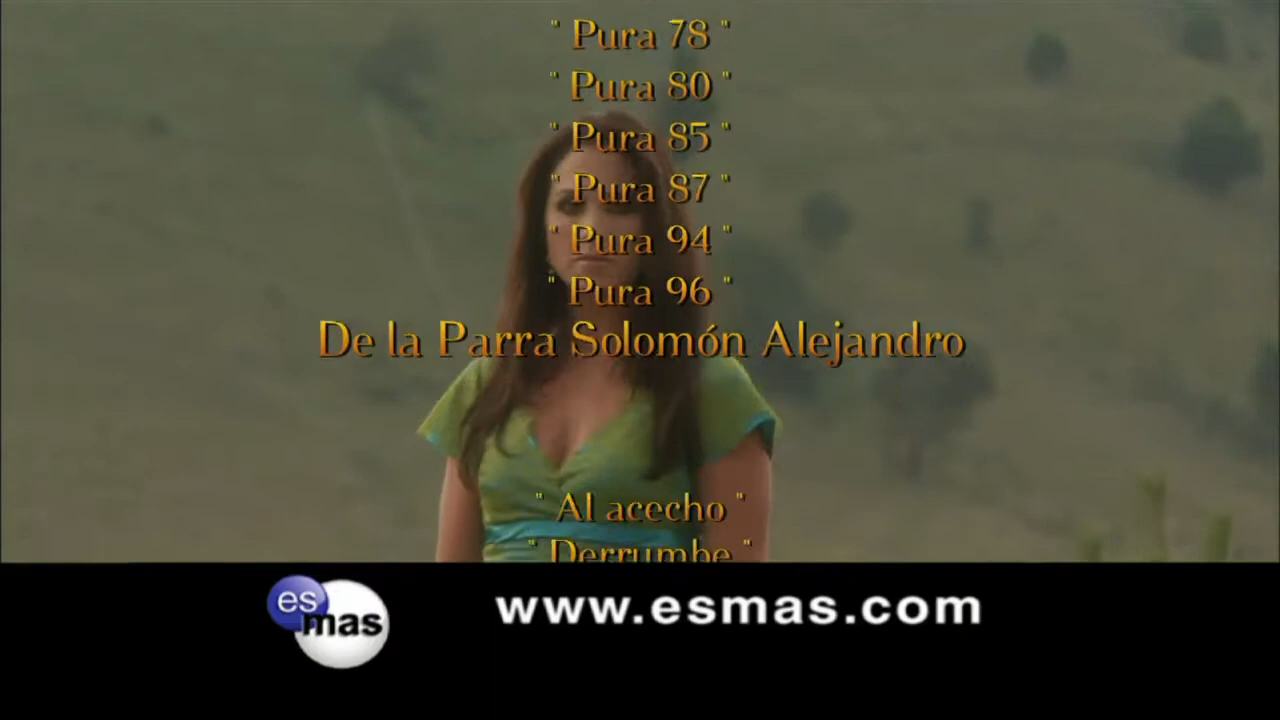 " Pura 78 "
" Pura 80 "
" Pura 85 "
" Pura 87 "
" Pura 94 "
" Pura 96 "
De la Parra Solomón Alejandro
" Al acecho "
" Derrumbe "
es
mas
www.esmas.com